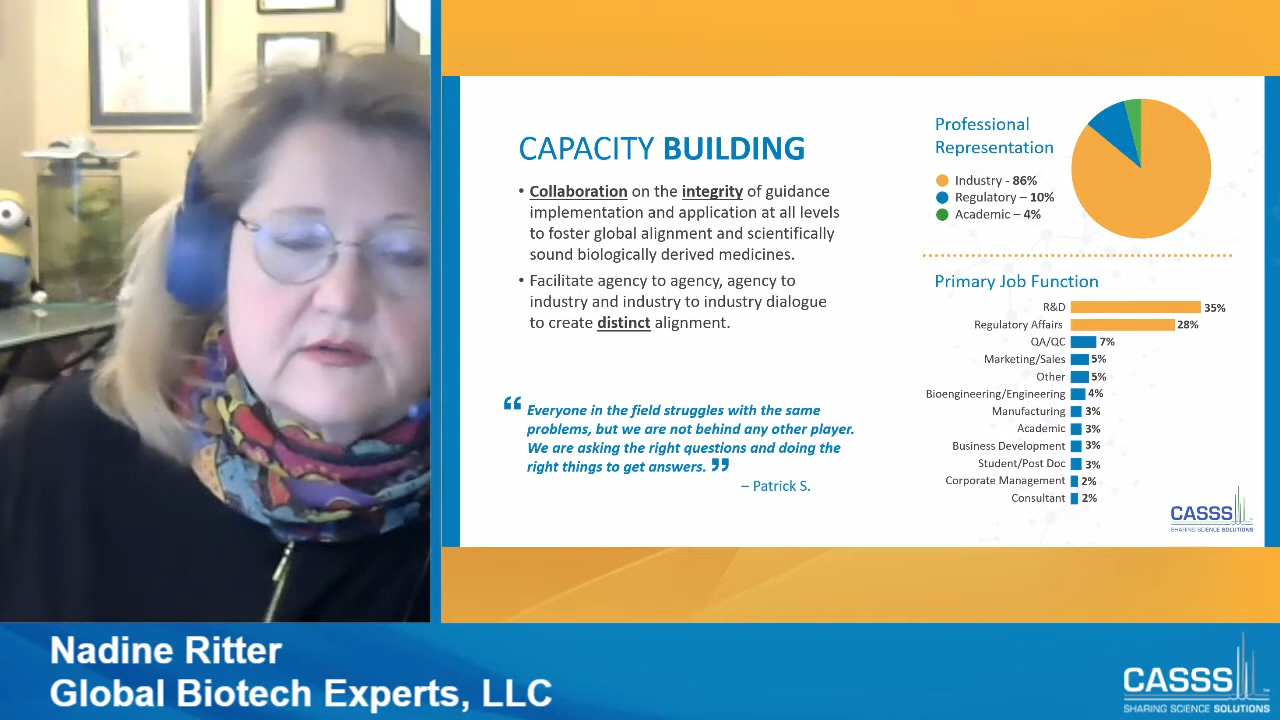 CAPACITY BUILDING
• Collaboration on the integrity of guidance
implementation and application at all levels
to foster global alignment and scientifically
sound biologically derived medicines.
• Facilitate agency to agency, agency to
industry and industry to industry dialogue
to create distinct alignment.
“ Everyone in the field struggles with the same
problems, but we are not behind any other player.
We are asking the right questions and doing the
right things to get answers. ”
– Patrick S.
Professional
Representation
Industry - 86%
Regulatory – 10%
Academic – 4%
Primary Job Function
R&D 35%
Regulatory Affairs 28%
QA/QC 7%
Marketing/Sales 5%
Other 5%
Bioengineering/Engineering 4%
Manufacturing 3%
Academic 3%
Business Development 3%
Student/Post Doc 3%
Corporate Management 2%
Consultant 2%
CASSS
SHARING SCIENCE SOLUTIONS
Nadine Ritter
Global Biotech Experts, LLC
CASSS
SHARING SCIENCE SOLUTIONS